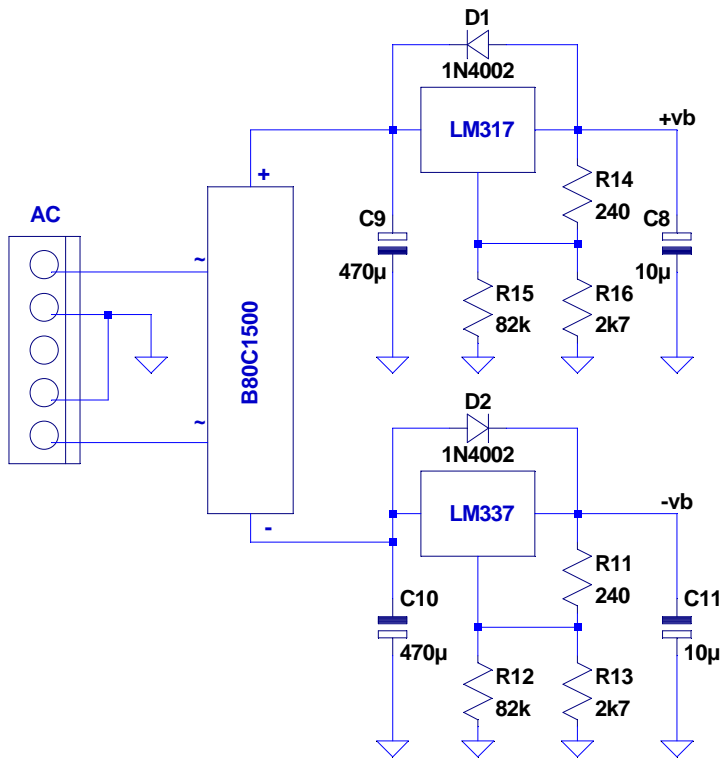 D1
1N4002
LM317
+vb
+
AC
R14
240
C9
470µ
C8
10µ
~
R15
82k
R16
2k7
B80C1500
D2
1N4002
~
LM337
-vb
-
R11
240
C10
470µ
C11
10µ
R12
82k
R13
2k7